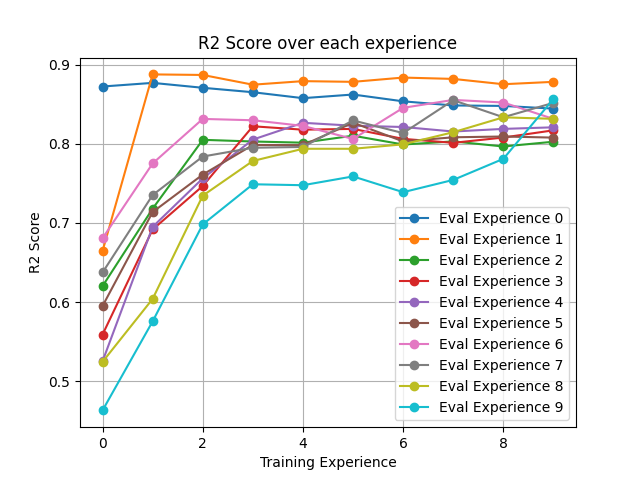 R2 Score over each experience
0.9
0.8
0.7
0.6
0.5
R2 Score
Eval Experience 0
Eval Experience 1
Eval Experience 2
Eval Experience 3
Eval Experience 4
Eval Experience 5
Eval Experience 6
Eval Experience 7
Eval Experience 8
Eval Experience 9
0 2 4 6 8
Training Experience